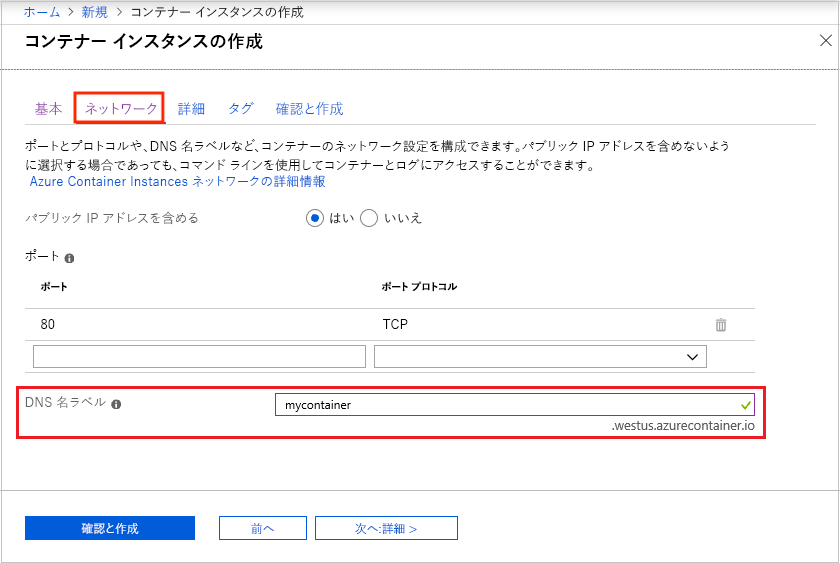 ホーム > 新規 > コンテナー インスタンスの作成
コンテナー インスタンスの作成
基本 ネットワーク 詳細 タグ 確認と作成
ポートとプロトコルや、DNS 名ラベルなど、コンテナーのネットワーク設定を構成できます。パブリック IP アドレスを含めないよう
に選択する場合であっても、コマンド ラインを使用してコンテナーとログにアクセスすることができます。
Azure Container Instances ネットワークの詳細情報
パブリック IP アドレスを含める はい いいえ
ポート
ポート ポート プロトコル
80 TCP
DNS 名ラベル mycontainer
.westus.azurecontainer.io
確認と作成 前へ 次へ:詳細 >